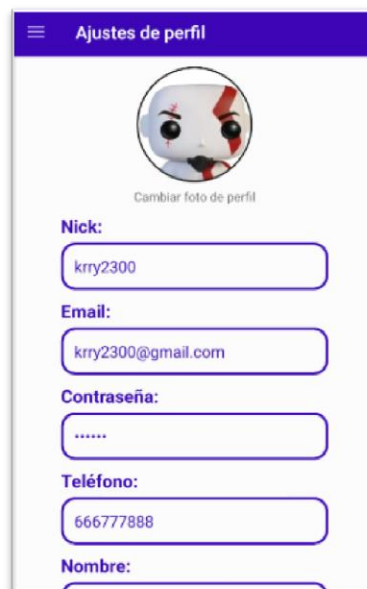 Ajustes de perfil
Cambiar foto de perfil
Nick:
krry2300
Email:
krry2300@gmail.com
Contraseña:
······
Teléfono:
666777888
Nombre: